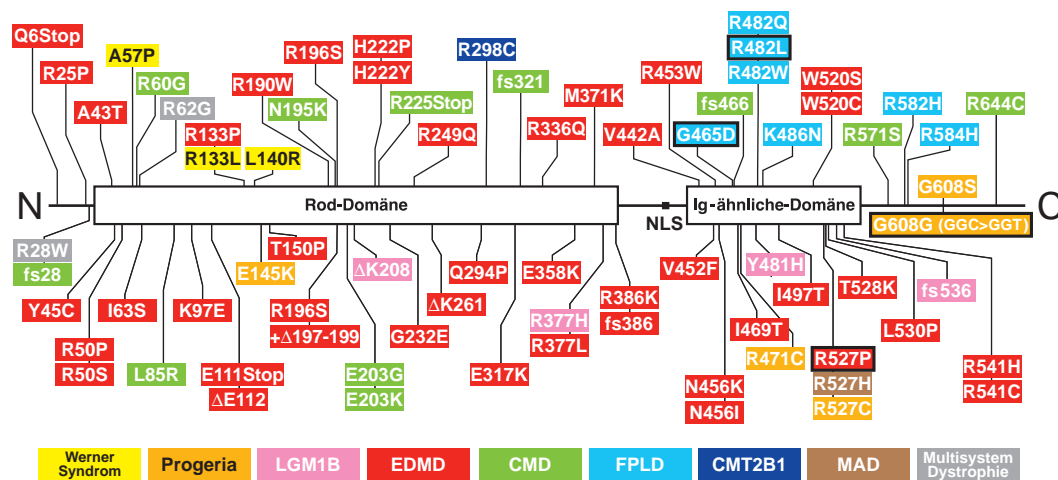 Q6Stop
R25P
A43T
A57P
R60G
R62G
R133P
R133L
L140R
R190W
N195K
R196S
H222P
H222Y
R225Stop
R249Q
R298C
fs321
R336Q
M371K
V442A
R453W
G465D
fs466
R482Q
R482L
R482W
K486N
W520S
W520C
R571S
R582H
R584H
R644C
G608S
G608G (GGC>GGT)
N
Rod-Domäne
NLS
Ig-ähnliche-Domäne
C
R28W
fs28
Y45C
R50P
R50S
I63S
L85R
K97E
E111Stop
ΔE112
E145K
T150P
R196S
+Δ197-199
ΔK208
E203G
E203K
G232E
ΔK261
Q294P
E317K
E358K
R377H
R377L
R386K
fs386
V452F
N456K
N456I
I469T
R471C
Y481H
I497T
R527P
R527H
R527C
T528K
L530P
fs536
R541H
R541C
Werner
Syndrom
Progeria
LGM1B
EDMD
CMD
FPLD
CMT2B1
MAD
Multisystem
Dystrophie